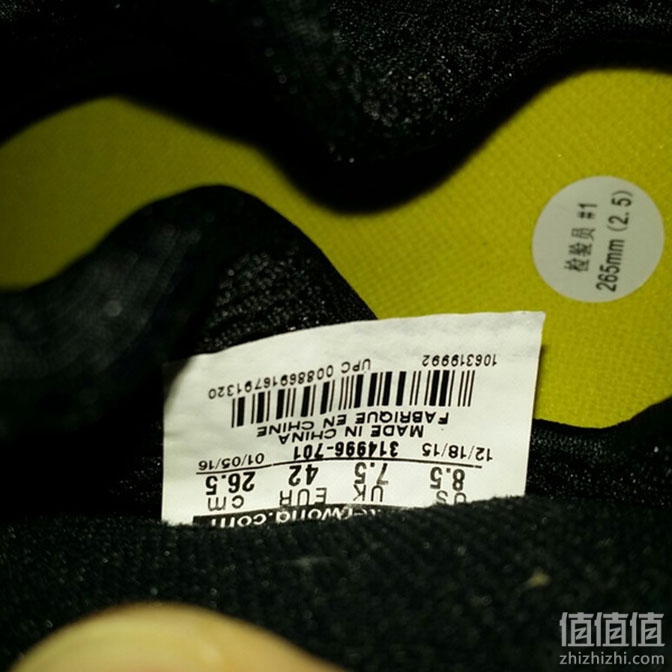 US UK EUR cm
8.5 7.5 42 26.5
12/18/15 314996-701 01/05/16
MADE IN CHINA
FABRIQUE EN CHINE
UPC 00886916791320
106319992
检验员 #1
265mm (2.5)
值值值
zhizhizhi.com